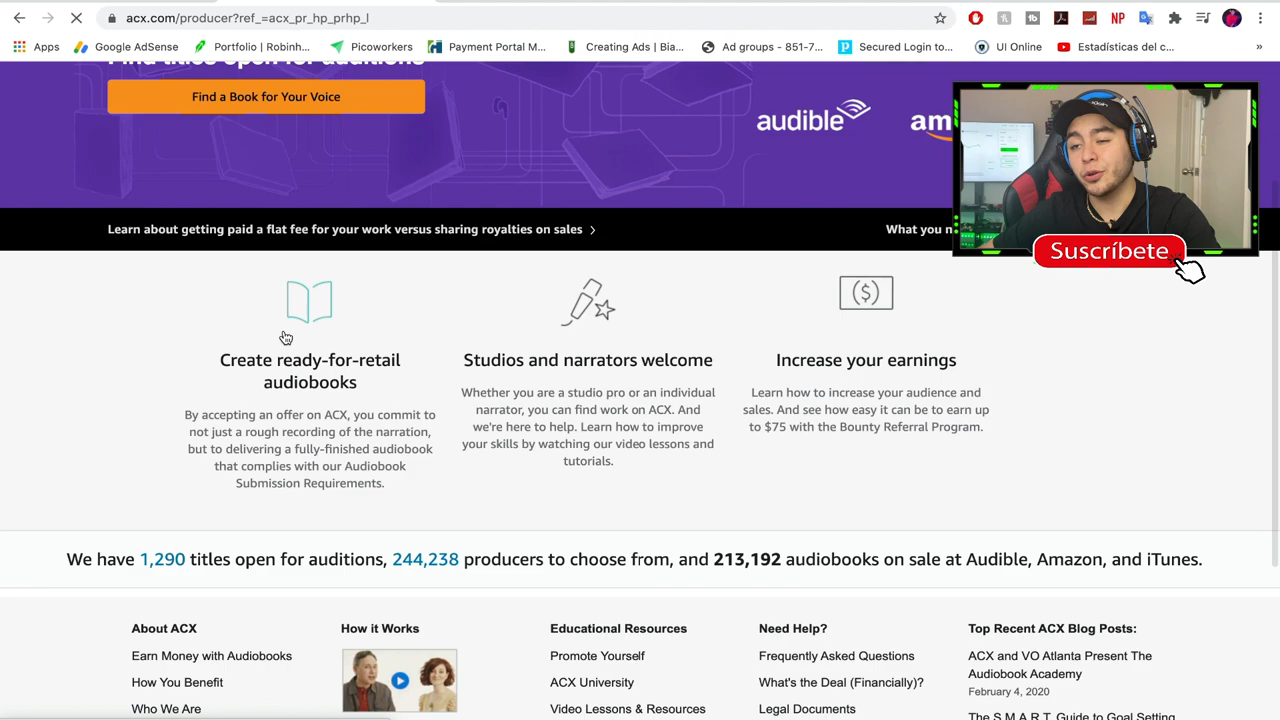 acx.com/producer?ref_=acx_pr_hp_prhp_l
NP
Apps
Google AdSense
Portfolio | Robinh...
Picoworkers
Payment Portal M...
Creating Ads | Bia...
Ad groups - 851-7...
Secured Login to...
UI Online
Estadísticas del c...
»
Find titles open for auditions
Find a Book for Your Voice
audible
am
Learn about getting paid a flat fee for your work versus sharing royalties on sales
What you n
Suscríbete
Create ready-for-retail
audiobooks
By accepting an offer on ACX, you commit to
not just a rough recording of the narration,
but to delivering a fully-finished audiobook
that complies with our Audiobook
Submission Requirements.
Studios and narrators welcome
Whether you are a studio pro or an individual
narrator, you can find work on ACX. And
we're here to help. Learn how to improve
your skills by watching our video lessons and
tutorials.
($)
Increase your earnings
Learn how to increase your audience and
sales. And see how easy it can be to earn up
to $75 with the Bounty Referral Program.
We have 1,290 titles open for auditions, 244,238 producers to choose from, and 213,192 audiobooks on sale at Audible, Amazon, and iTunes.
About ACX
Earn Money with Audiobooks
How You Benefit
Who We Are
How it Works
Educational Resources
Promote Yourself
ACX University
Video Lessons & Resources
Need Help?
Frequently Asked Questions
What's the Deal (Financially)?
Legal Documents
Top Recent ACX Blog Posts:
ACX and VO Atlanta Present The
Audiobook Academy
February 4, 2020
The S.M.A.R.T. Guide to Goal Setting